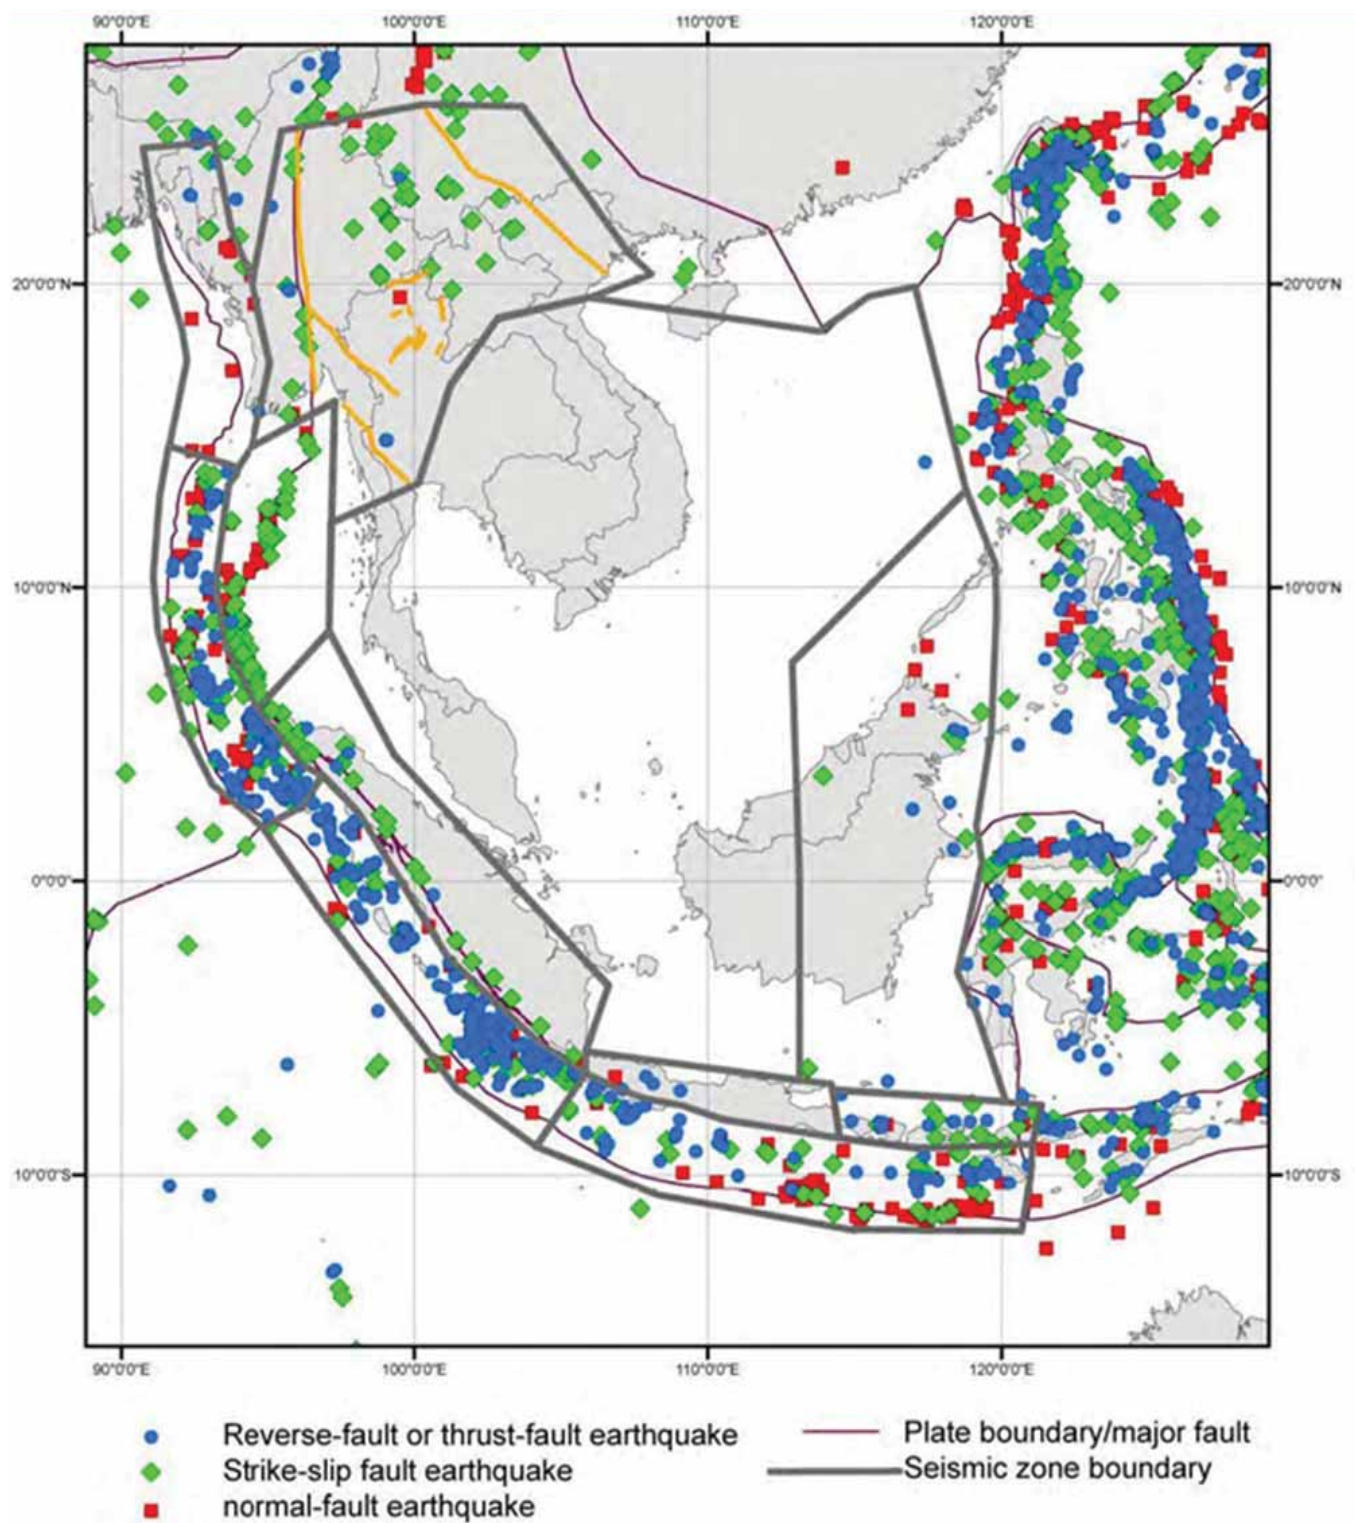 90°0'0"E 100°0'0"E 110°0'0"E 120°0'0"E
20°0'0"N 20°0'0"N
10°0'0"N 10°0'0"N
0°0'0" 0°0'0"
10°0'0"S 10°0'0"S
90°0'0"E 100°0'0"E 110°0'0"E 120°0'0"E
Reverse-fault or thrust-fault earthquake Plate boundary/major fault
Strike-slip fault earthquake Seismic zone boundary
normal-fault earthquake